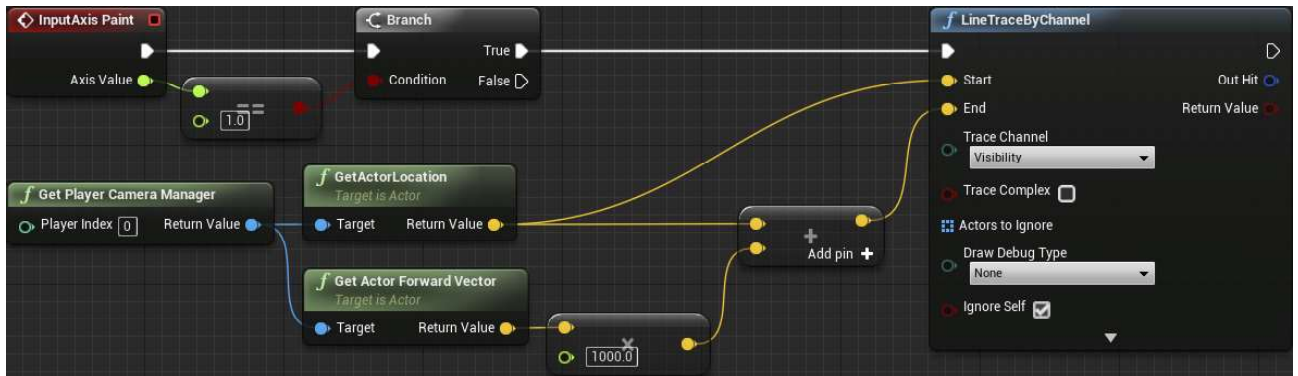 InputAxis Paint
Axis Value
==
1.0
Branch
True
Condition
False
Get Player Camera Manager
Player Index 0
Return Value
GetActorLocation
Target is Actor
Target
Return Value
Get Actor Forward Vector
Target is Actor
Target
Return Value
×
1000.0
+
Add pin +
f LineTraceByChannel
Start
Out Hit
End
Return Value
Trace Channel
Visibility
Trace Complex
Actors to Ignore
Draw Debug Type
None
Ignore Self